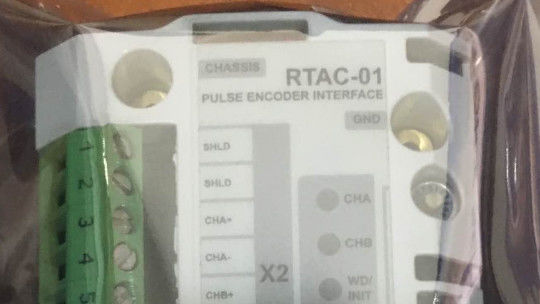 CHASSIS
RTAC-01
PULSE ENCODER INTERFACE
GND
1
SHLD
2
SHLD
3
CHA+
CHA
4
CHA-
CHB
5
CHB+
X2
WD/
INIT